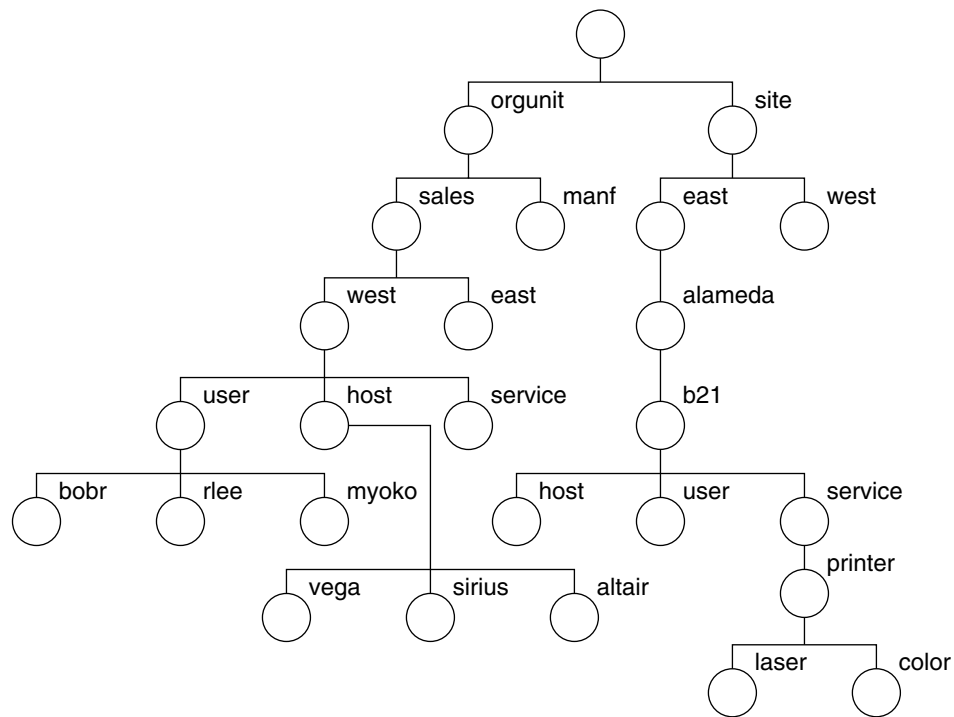 orgunit site
sales manf east west
west east alameda
user host service b21
bobr rlee myoko host user service
printer
vega sirius altair
laser color